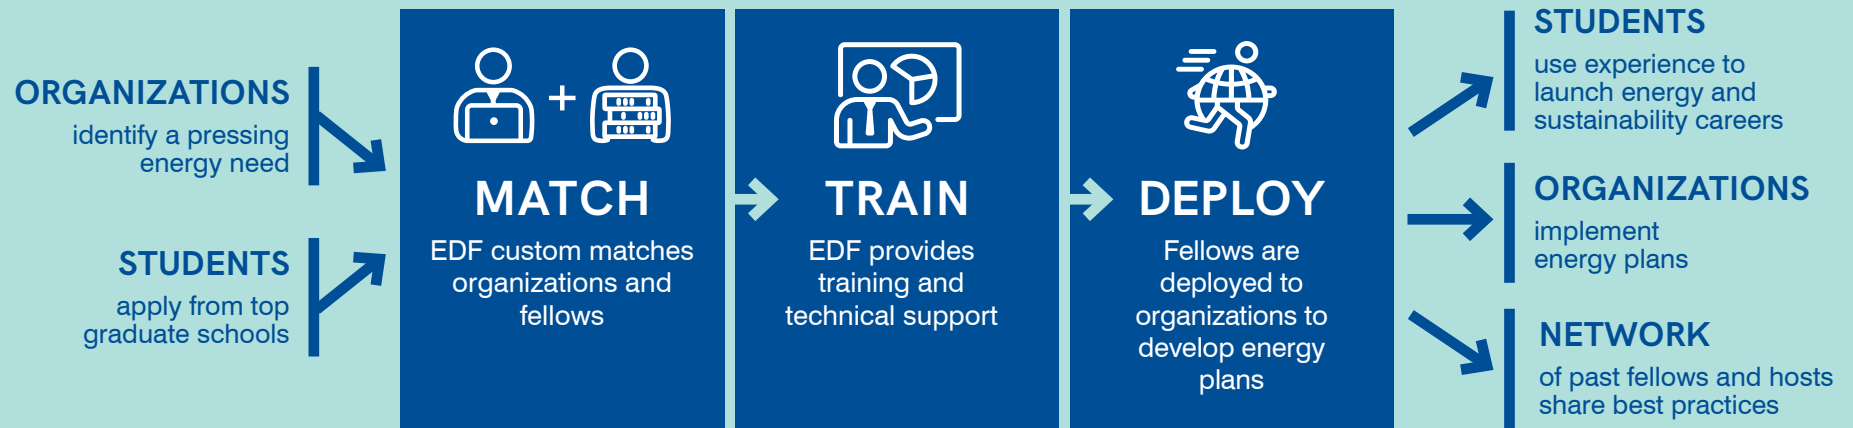 ORGANIZATIONS
identify a pressing
energy need
STUDENTS
apply from top
graduate schools
MATCH
EDF custom matches
organizations and
fellows
TRAIN
EDF provides
training and
technical support
DEPLOY
Fellows are
deployed to
organizations to
develop energy
plans
STUDENTS
use experience to
launch energy and
sustainability careers
ORGANIZATIONS
implement
energy plans
NETWORK
of past fellows and hosts
share best practices